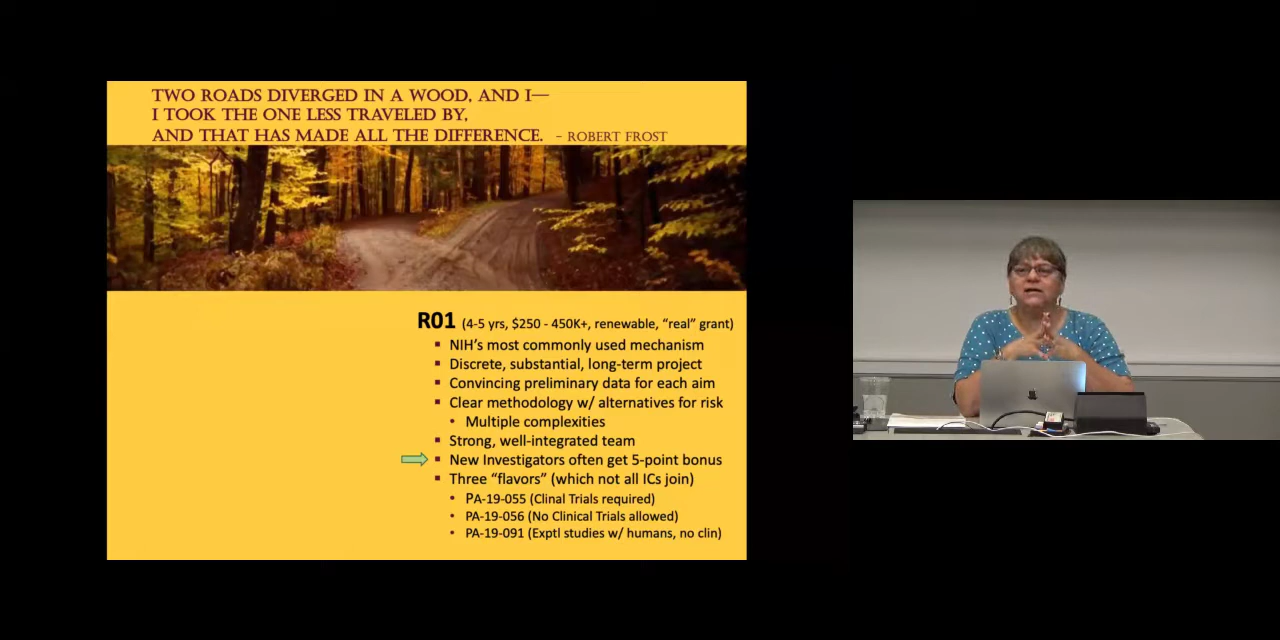 TWO ROADS DIVERGED IN A WOOD, AND I—
I TOOK THE ONE LESS TRAVELED BY,
AND THAT HAS MADE ALL THE DIFFERENCE. – ROBERT FROST
R01 (4-5 yrs, $250 - 450K+, renewable, “real” grant)
▪ NIH’s most commonly used mechanism
▪ Discrete, substantial, long-term project
▪ Convincing preliminary data for each aim
▪ Clear methodology w/ alternatives for risk
• Multiple complexities
▪ Strong, well-integrated team
▪ New Investigators often get 5-point bonus
▪ Three “flavors” (which not all ICs join)
• PA-19-055 (Clinal Trials required)
• PA-19-056 (No Clinical Trials allowed)
• PA-19-091 (Exptl studies w/ humans, no clin)